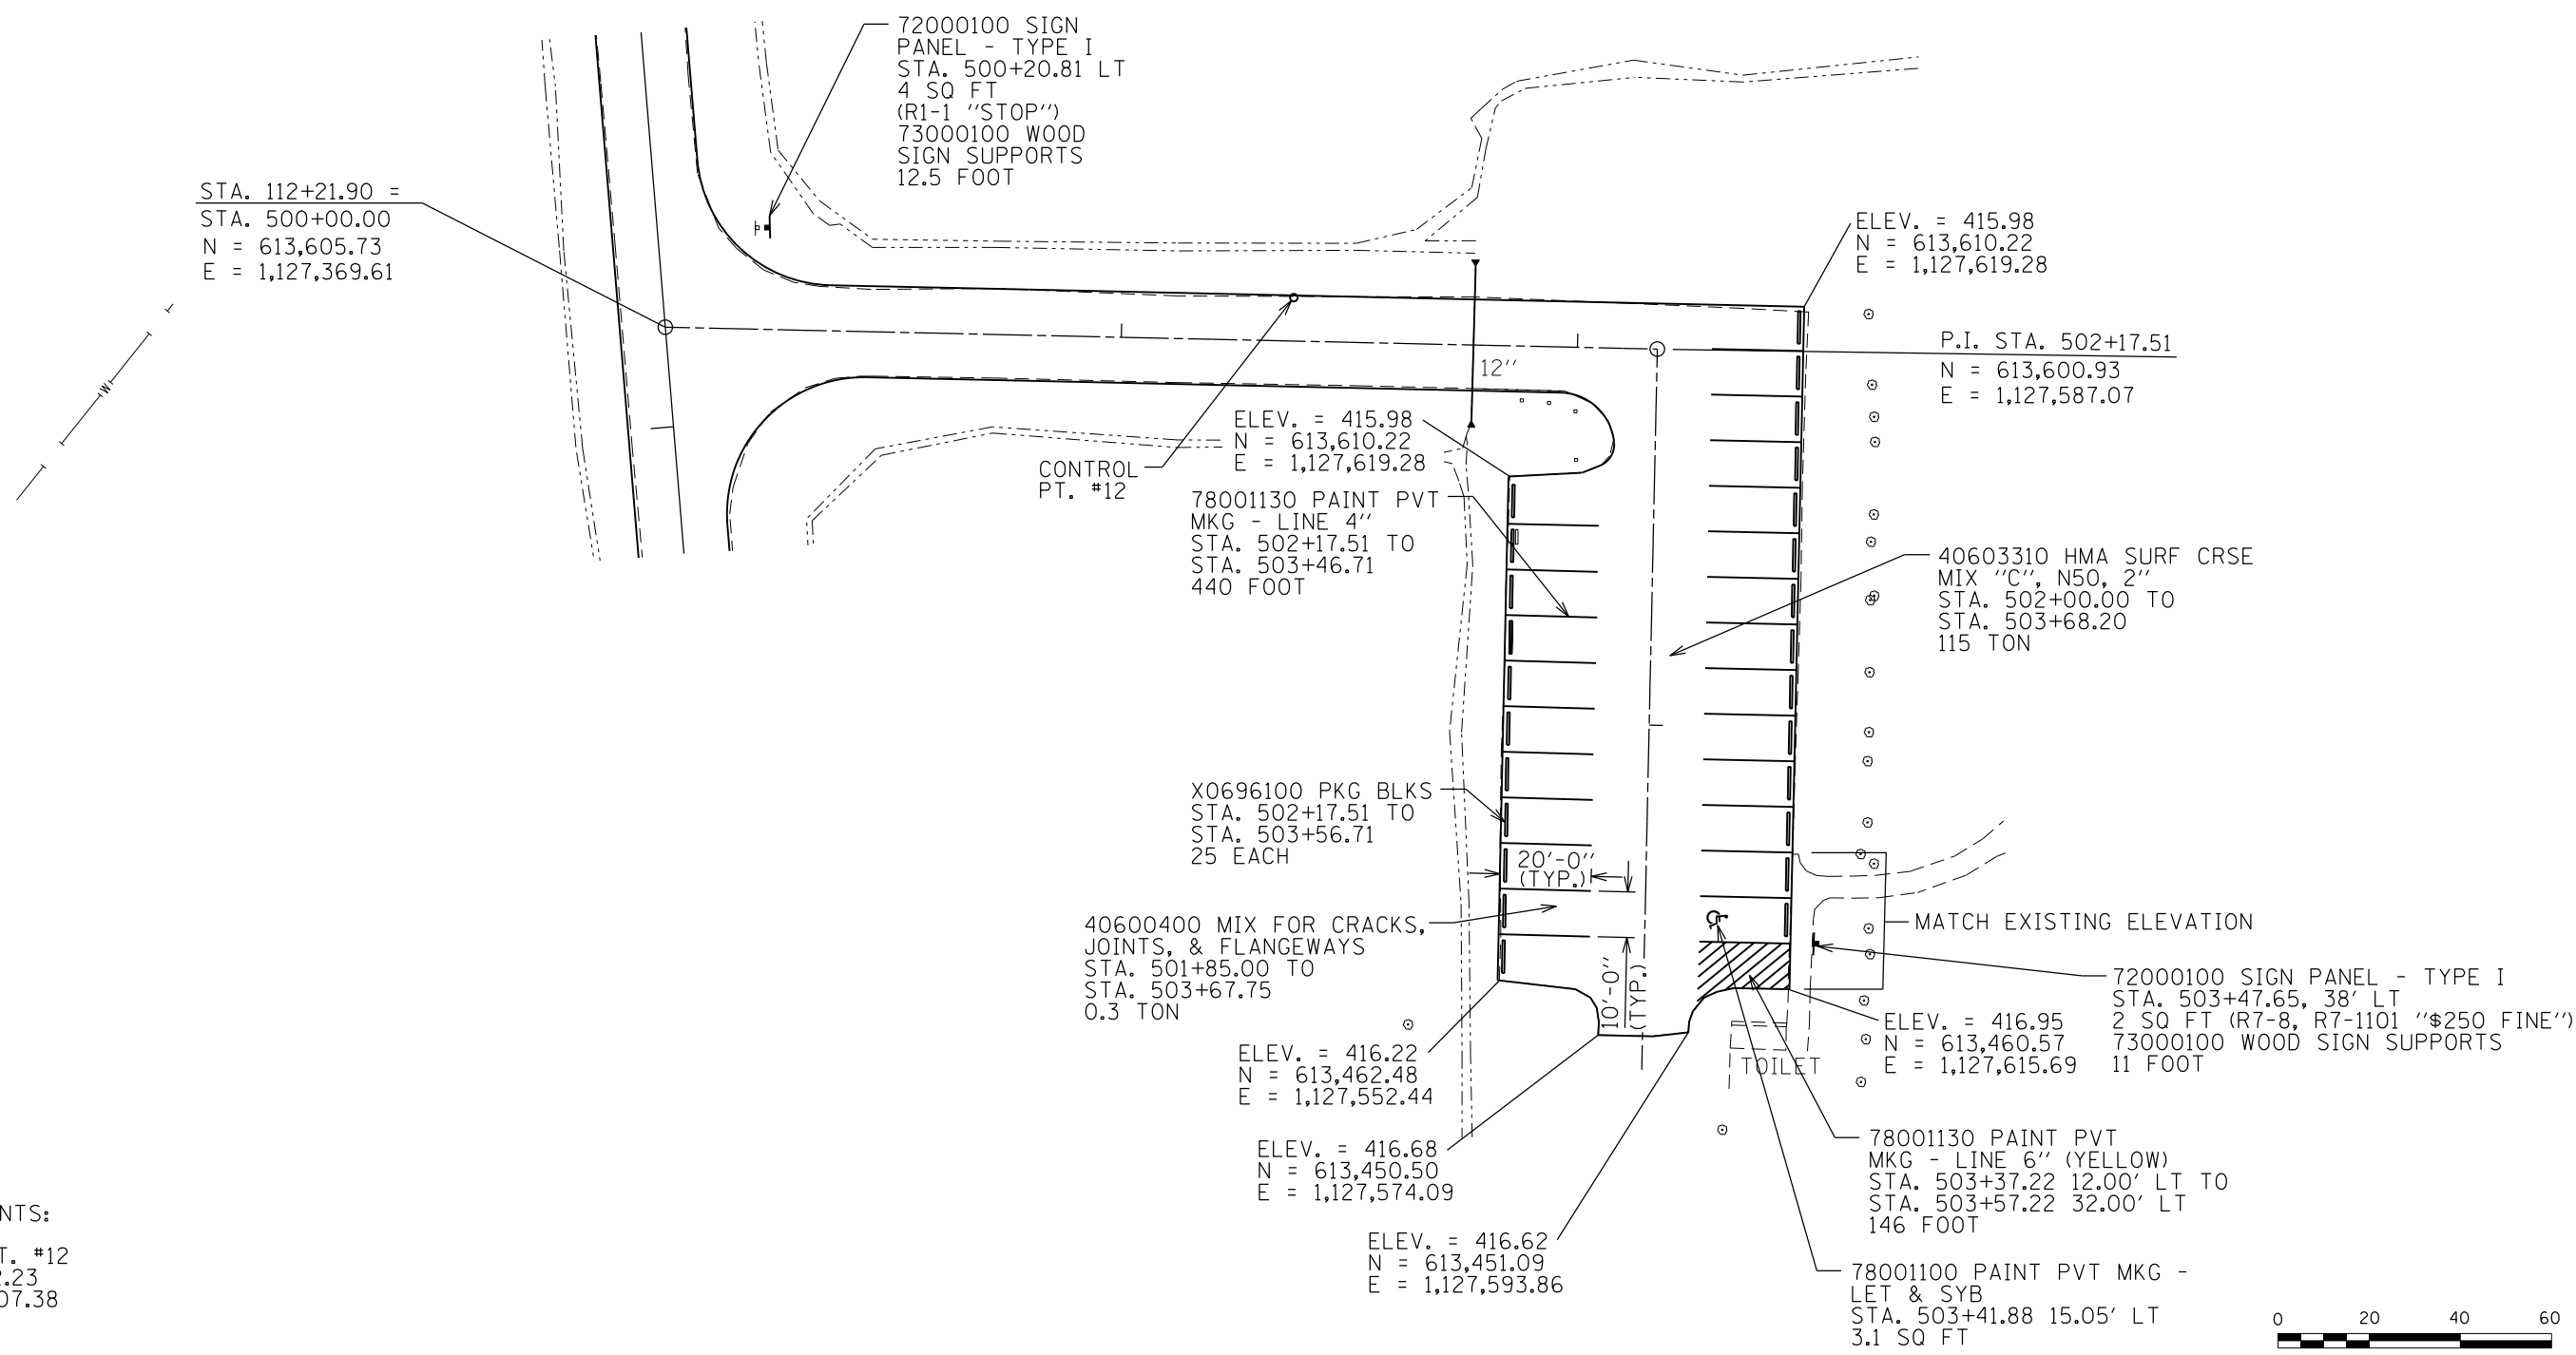 72000100 SIGN
PANEL - TYPE I
STA. 500+20.81 LT
4 SQ FT
(R1-1 "STOP")
73000100 WOOD
SIGN SUPPORTS
12.5 FOOT
STA. 112+21.90 =
STA. 500+00.00
N = 613,605.73
E = 1,127,369.61
ELEV. = 415.98
N = 613,610.22
E = 1,127,619.28
P.I. STA. 502+17.51
N = 613,600.93
E = 1,127,587.07
12"
ELEV. = 415.98
N = 613,610.22
E = 1,127,619.28
CONTROL
PT. #12
78001130 PAINT PVT
MKG - LINE 4"
STA. 502+17.51 TO
STA. 503+46.71
440 FOOT
40603310 HMA SURF CRSE
MIX "C", N50, 2"
STA. 502+00.00 TO
STA. 503+68.20
115 TON
X0696100 PKG BLKS
STA. 502+17.51 TO
STA. 503+56.71
25 EACH
20'-0"
(TYP.)
10'-0"
(TYP.)
40600400 MIX FOR CRACKS,
JOINTS, & FLANGEWAYS
STA. 501+85.00 TO
STA. 503+67.75
0.3 TON
MATCH EXISTING ELEVATION
72000100 SIGN PANEL - TYPE I
STA. 503+47.65, 38' LT
2 SQ FT (R7-8, R7-1101 "$250 FINE")
73000100 WOOD SIGN SUPPORTS
11 FOOT
ELEV. = 416.95
N = 613,460.57
E = 1,127,615.69
TOILET
ELEV. = 416.22
N = 613,462.48
E = 1,127,552.44
ELEV. = 416.68
N = 613,450.50
E = 1,127,574.09
ELEV. = 416.62
N = 613,451.09
E = 1,127,593.86
78001130 PAINT PVT
MKG - LINE 6" (YELLOW)
STA. 503+37.22 12.00' LT TO
STA. 503+57.22 32.00' LT
146 FOOT
78001100 PAINT PVT MKG -
LET & SYB
STA. 503+41.88 15.05' LT
3.1 SQ FT
NTS:
T. #12
2.23
07.38
0 20 40 60
W